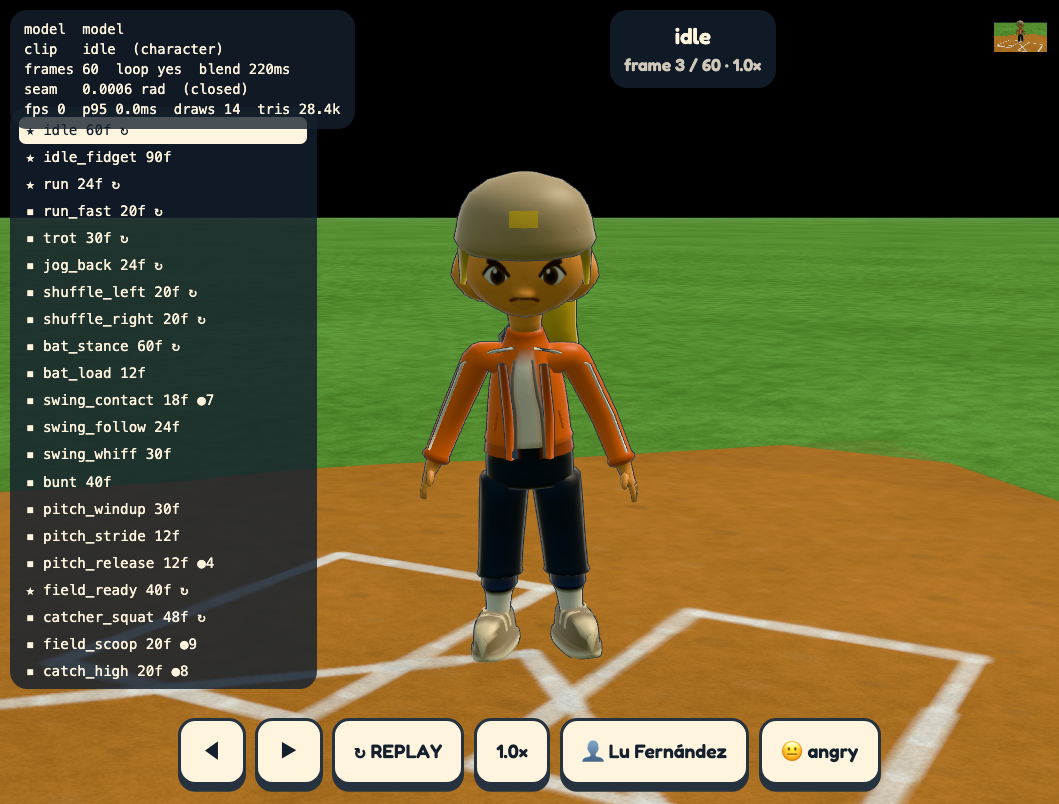 model model
clip idle (character)
frames 60 loop yes blend 220ms
seam 0.0006 rad (closed)
fps 0 p95 0.0ms draws 14 tris 28.4k
★ idle 60f ↻
★ idle_fidget 90f
★ run 24f ↻
▪ run_fast 20f ↻
▪ trot 30f ↻
▪ jog_back 24f ↻
▪ shuffle_left 20f ↻
▪ shuffle_right 20f ↻
▪ bat_stance 60f ↻
▪ bat_load 12f
▪ swing_contact 18f ●7
▪ swing_follow 24f
▪ swing_whiff 30f
▪ bunt 40f
▪ pitch_windup 30f
▪ pitch_stride 12f
▪ pitch_release 12f ●4
★ field_ready 40f ↻
▪ catcher_squat 48f ↻
▪ field_scoop 20f ●9
▪ catch_high 20f ●8
idle
frame 3 / 60 · 1.0×
◀ ▶ ↻ REPLAY 1.0× 👤 Lu Fernández 😐 angry